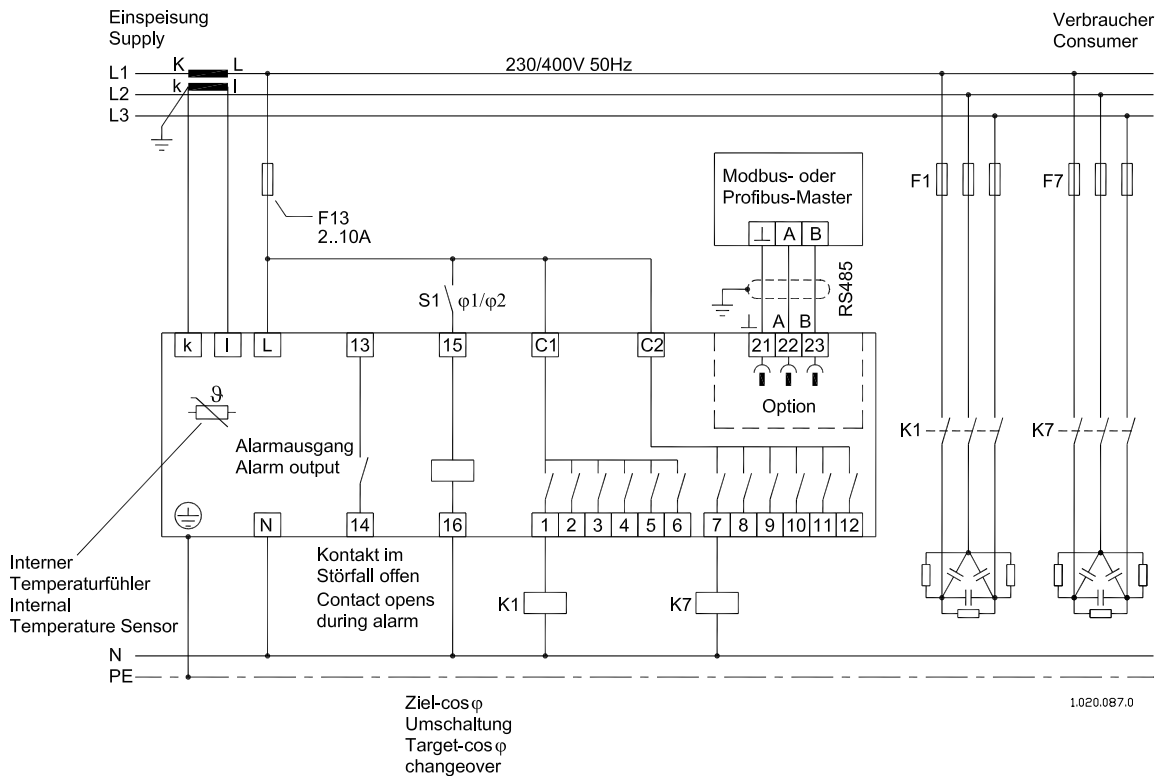 Einspeisung
Supply
Verbraucher
Consumer
K L
L1
230/400V 50Hz
k l
L2
L3
F13
2..10A
Modbus- oder
Profibus-Master
⊥ A B
F1
F7
RS485
S1 φ1/φ2
⊥ A B
k l L 13 15 C1 C2 21 22 23
ϑ
Option
Alarmausgang
Alarm output
K1
K7
N 14 16 1 2 3 4 5 6 7 8 9 10 11 12
Interner
Temperaturfühler
Internal
Temperature Sensor
Kontakt im
Störfall offen
Contact opens
during alarm
K1
K7
N
PE
Ziel-cos φ
Umschaltung
Target-cos φ
changeover
1.020.087.0